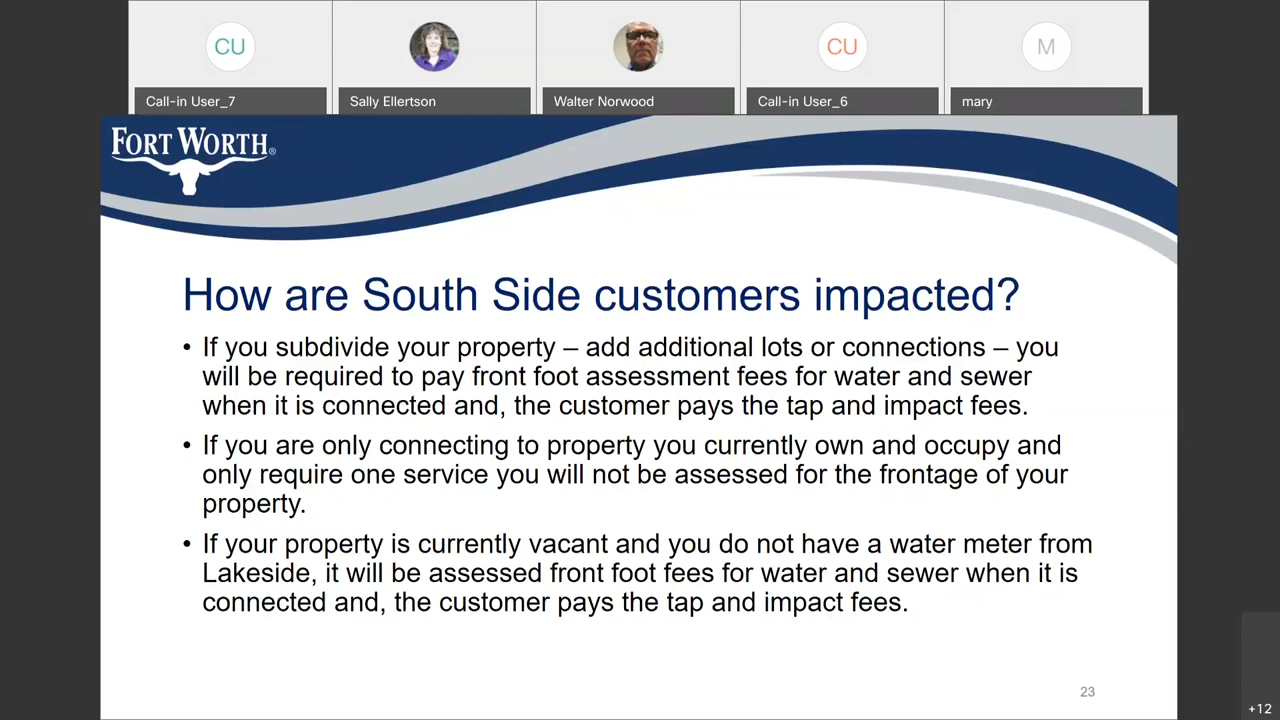 CU
CU
M
Call-in User_7
Sally Ellertson
Walter Norwood
Call-in User_6
mary
FORT WORTH®
How are South Side customers impacted?
• If you subdivide your property – add additional lots or connections – you
will be required to pay front foot assessment fees for water and sewer
when it is connected and, the customer pays the tap and impact fees.
• If you are only connecting to property you currently own and occupy and
only require one service you will not be assessed for the frontage of your
property.
• If your property is currently vacant and you do not have a water meter from
Lakeside, it will be assessed front foot fees for water and sewer when it is
connected and, the customer pays the tap and impact fees.
23
+12